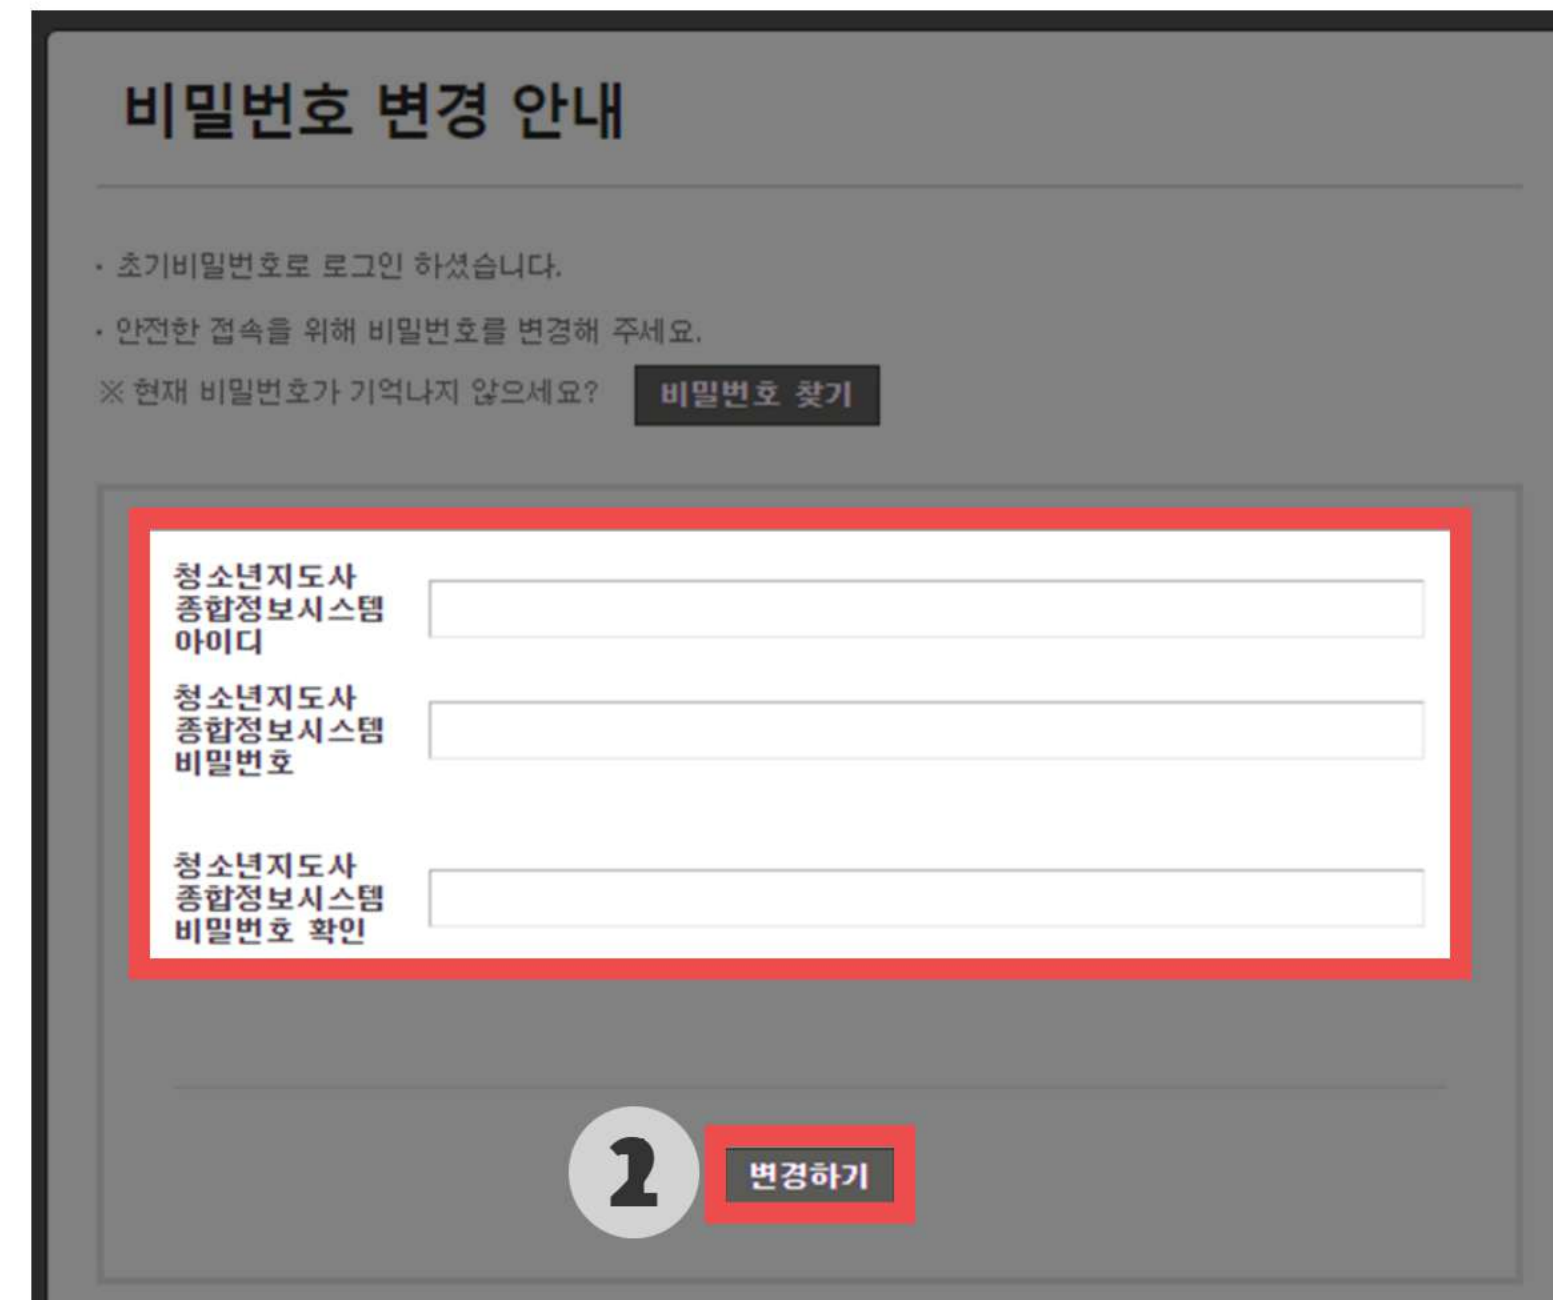 비밀번호 변경 안내
· 초기비밀번호로 로그인 하셨습니다.
· 안전한 접속을 위해 비밀번호를 변경해 주세요.
※ 현재 비밀번호가 기억나지 않으세요? 비밀번호 찾기
청소년지도사
종합정보시스템
아이디
청소년지도사
종합정보시스템
비밀번호
청소년지도사
종합정보시스템
비밀번호 확인
2 변경하기